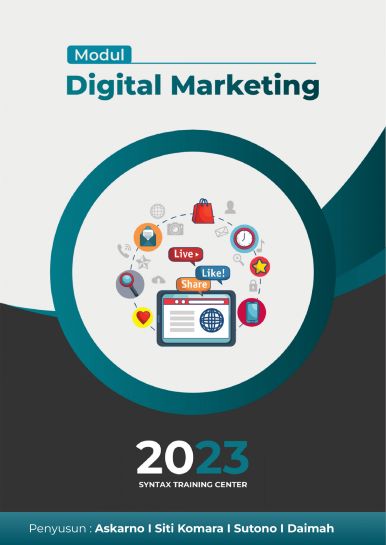 Modul
Digital Marketing
Live
Like!
Share
2023
SYNTAX TRAINING CENTER
Penyusun : Askarno I Siti Komara I Sutono I Daimah